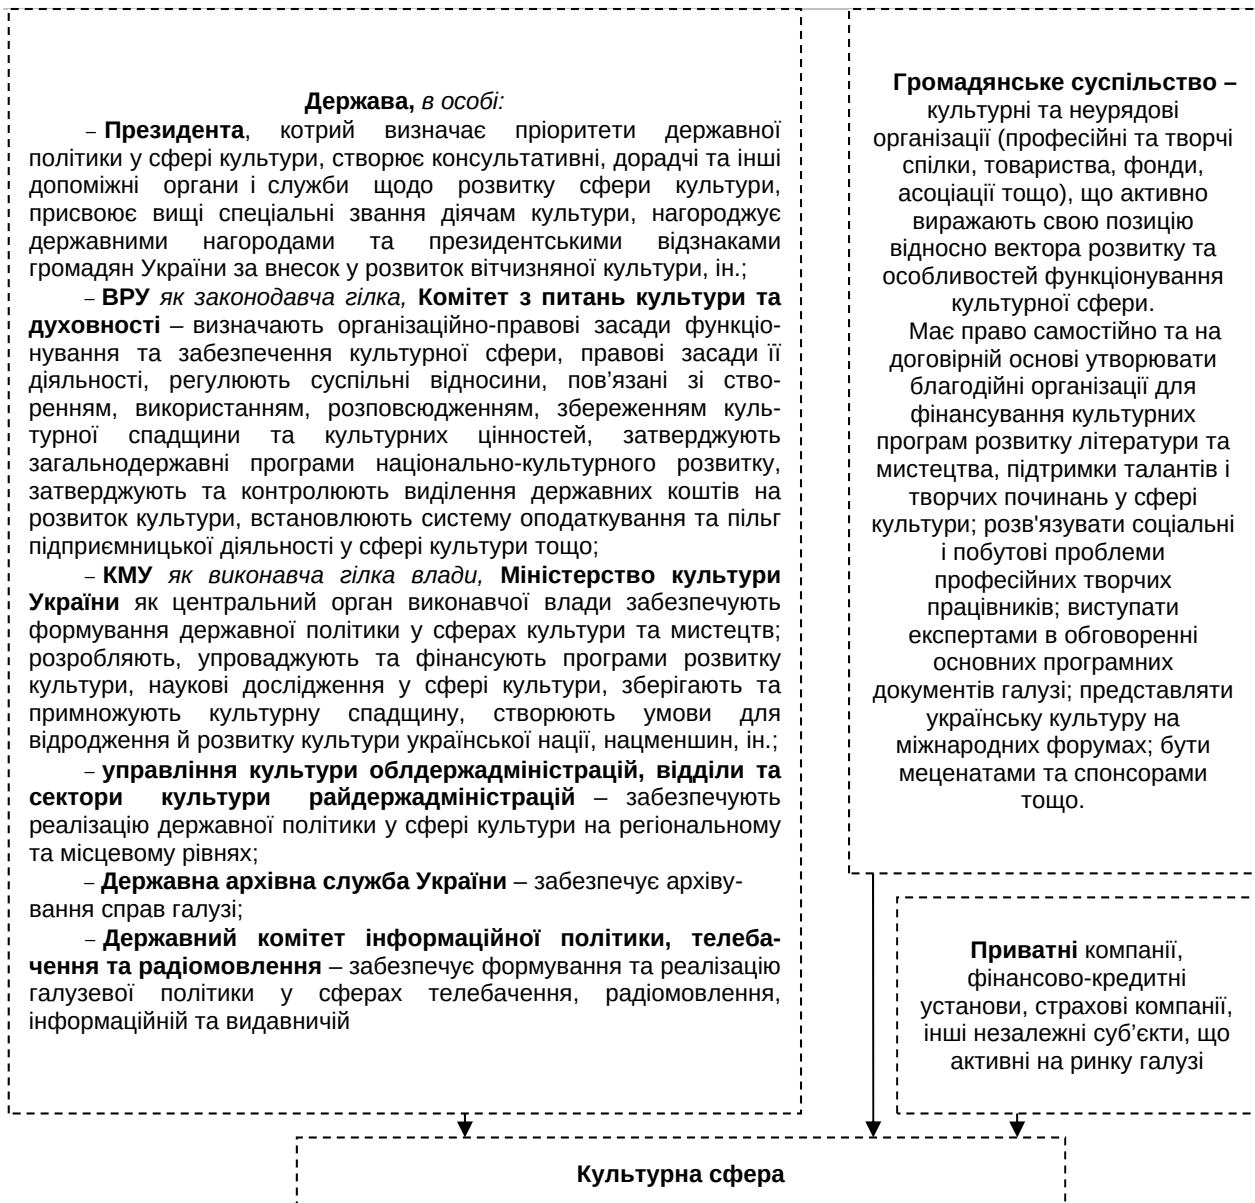 Держава, в особі:
– Президента, котрий визначає пріоритети державної
політики у сфері культури, створює консультативні, дорадчі та інші
допоміжні органи і служби щодо розвитку сфери культури,
присвоює вищі спеціальні звання діячам культури, нагороджує
державними нагородами та президентськими відзнаками
громадян України за внесок у розвиток вітчизняної культури, ін.;
– ВРУ як законодавча гілка, Комітет з питань культури та
духовності – визначають організаційно-правові засади функціо-
нування та забезпечення культурної сфери, правові засади її
діяльності, регулюють суспільні відносини, пов’язані зі ство-
ренням, використанням, розповсюдженням, збереженням куль-
турної спадщини та культурних цінностей, затверджують
загальнодержавні програми національно-культурного розвитку,
затверджують та контролюють виділення державних коштів на
розвиток культури, встановлюють систему оподаткування та пільг
підприємницької діяльності у сфері культури тощо;
– КМУ як виконавча гілка влади, Міністерство культури
України як центральний орган виконавчої влади забезпечують
формування державної політики у сферах культури та мистецтв;
розробляють, упроваджують та фінансують програми розвитку
культури, наукові дослідження у сфері культури, зберігають та
примножують культурну спадщину, створюють умови для
відродження й розвитку культури української нації, нацменшин, ін.;
– управління культури облдержадміністрацій, відділи та
сектори культури райдержадміністрацій – забезпечують
реалізацію державної політики у сфері культури на регіональному
та місцевому рівнях;
– Державна архівна служба України – забезпечує архіву-
вання справ галузі;
– Державний комітет інформаційної політики, телеба-
чення та радіомовлення – забезпечує формування та реалізацію
галузевої політики у сферах телебачення, радіомовлення,
інформаційній та видавничій
Громадянське суспільство –
культурні та неурядові
організації (професійні та творчі
спілки, товариства, фонди,
асоціації тощо), що активно
виражають свою позицію
відносно вектора розвитку та
особливостей функціонування
культурної сфери.
Має право самостійно та на
договірній основі утворювати
благодійні організації для
фінансування культурних
програм розвитку літератури та
мистецтва, підтримки талантів і
творчих починань у сфері
культури; розв'язувати соціальні
і побутові проблеми
професійних творчих
працівників; виступати
експертами в обговоренні
основних програмних
документів галузі; представляти
українську культуру на
міжнародних форумах; бути
меценатами та спонсорами
тощо.
Приватні компанії,
фінансово-кредитні
установи, страхові компанії,
інші незалежні суб’єкти, що
активні на ринку галузі
Культурна сфера